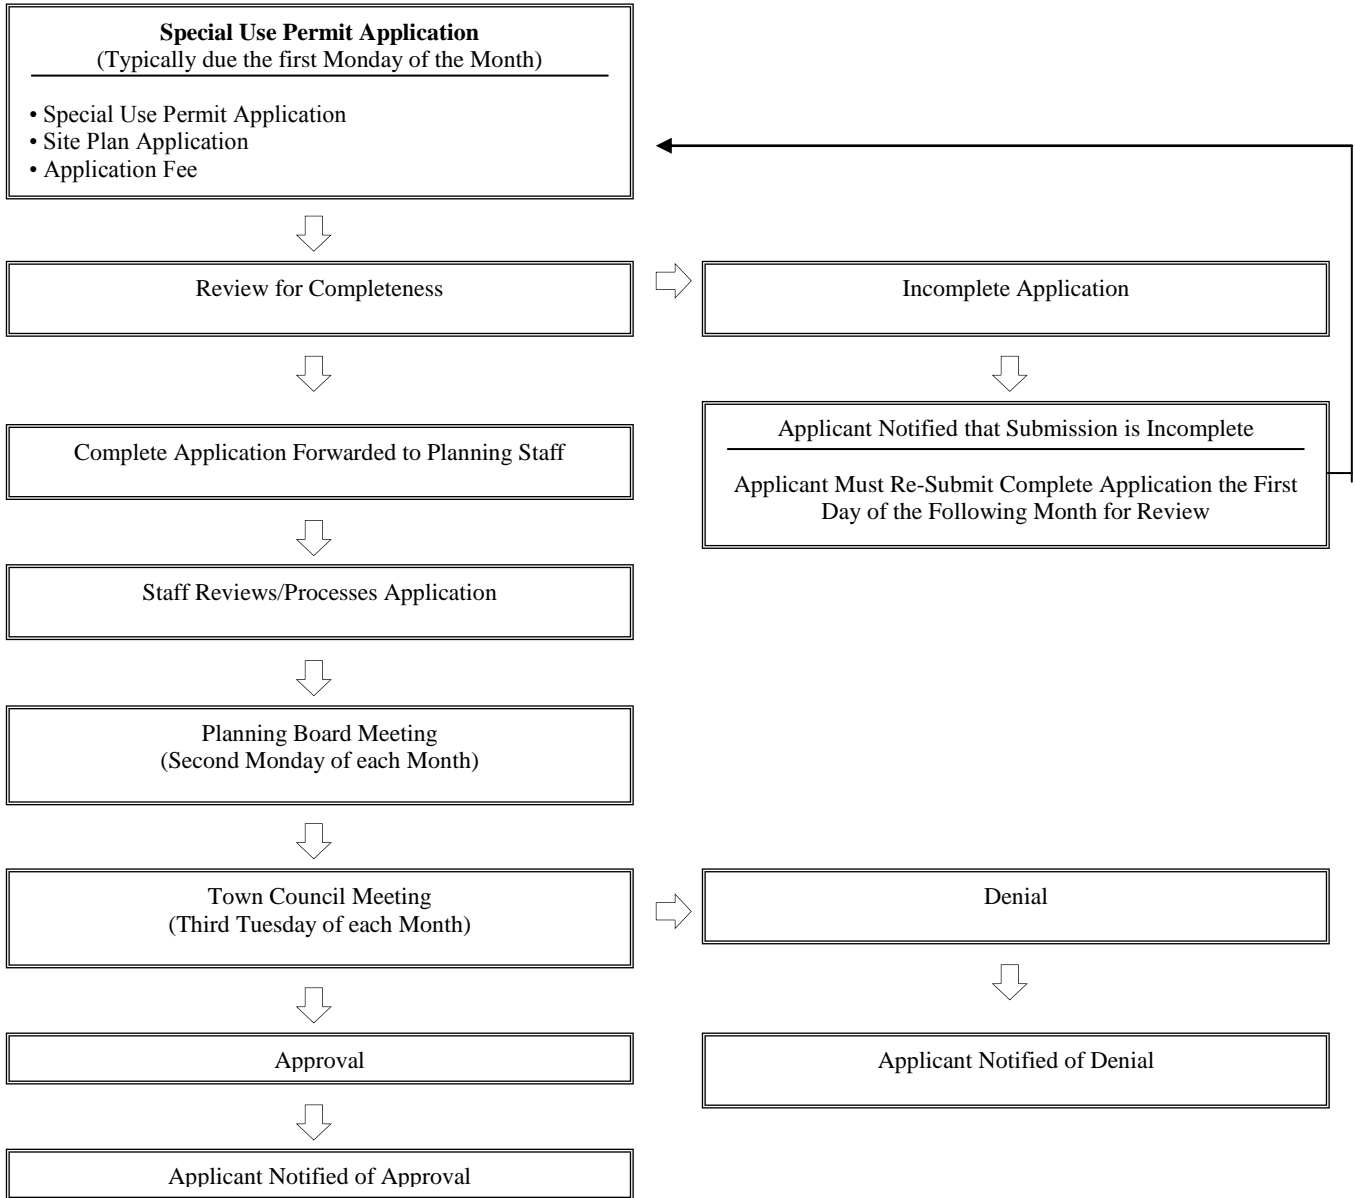 Special Use Permit Application
(Typically due the first Monday of the Month)
• Special Use Permit Application
• Site Plan Application
• Application Fee
Review for Completeness
Incomplete Application
Applicant Notified that Submission is Incomplete
Applicant Must Re-Submit Complete Application the First
Day of the Following Month for Review
Complete Application Forwarded to Planning Staff
Staff Reviews/Processes Application
Planning Board Meeting
(Second Monday of each Month)
Town Council Meeting
(Third Tuesday of each Month)
Denial
Approval
Applicant Notified of Denial
Applicant Notified of Approval